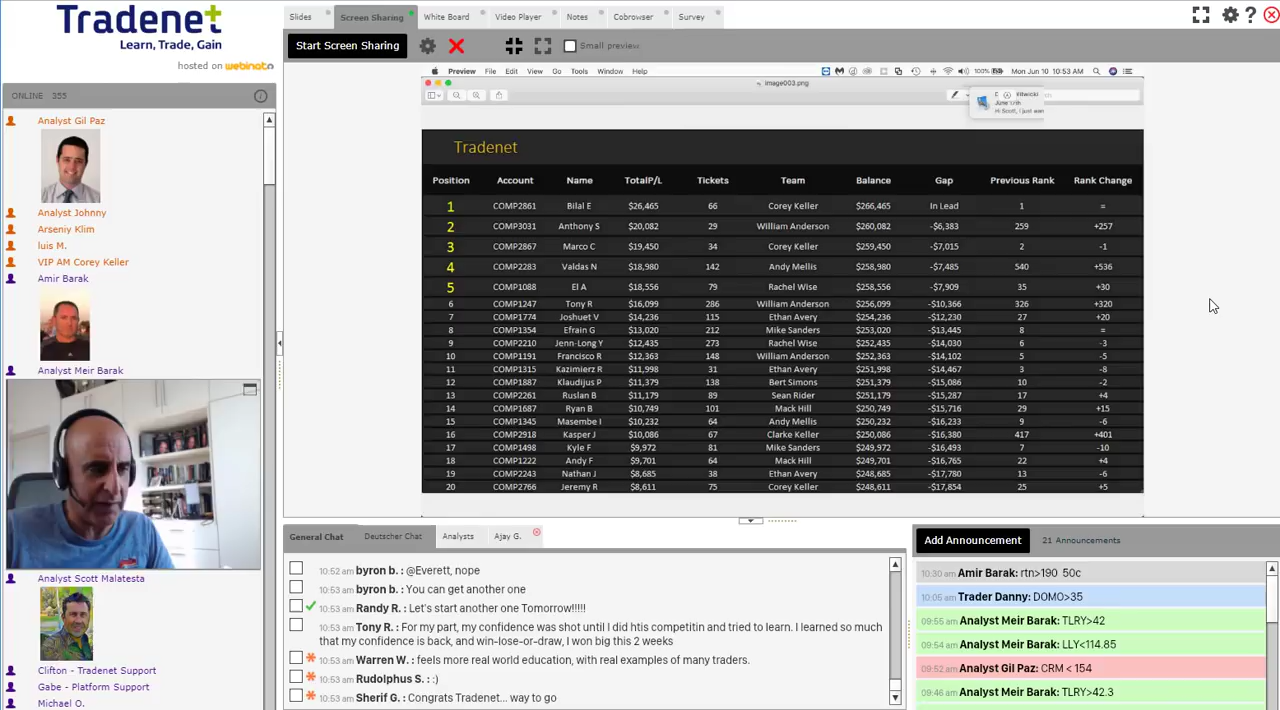 Tradenet
Learn, Trade, Gain
hosted on webinato
ONLINE 355
Analyst Gil Paz
Analyst Johnny
Arseniy Klim
luis M.
VIP AM Corey Keller
Amir Barak
Analyst Meir Barak
Analyst Scott Malatesta
Clifton - Tradenet Support
Gabe - Platform Support
Michael O.
Slides Screen Sharing White Board Video Player Notes Cobrowser Survey
Start Screen Sharing Small preview.
Preview File Edit View Go Tools Window Help 100% Mon Jun 10 10:53 AM
image003.png
June 17th
Tradenet
Position Account Name TotalP/L Tickets Team Balance Gap Previous Rank Rank Change
1 COMP2861 Bilal E $26,465 66 Corey Keller $266,465 In Lead 1 =
2 COMP3031 Anthony S $20,082 29 William Anderson $260,082 -$6,383 259 +257
3 COMP2867 Marco C $19,450 34 Corey Keller $259,450 -$7,015 2 -1
4 COMP2283 Valdas N $18,980 142 Andy Mellis $258,980 -$7,485 540 +536
5 COMP1088 El A $18,556 79 Rachel Wise $258,556 -$7,909 35 +30
6 COMP1247 Tony R $16,099 286 William Anderson $256,099 -$10,366 326 +320
7 COMP1774 Joshuet V $14,236 115 Ethan Avery $254,236 -$12,230 27 +20
8 COMP1354 Efrain G $13,020 212 Mike Sanders $253,020 -$13,445 8 =
9 COMP2210 Jenn-Long Y $12,435 273 Rachel Wise $252,435 -$14,030 6 -3
10 COMP1191 Francisco R $12,363 148 William Anderson $252,363 -$14,102 5 -5
11 COMP1315 Kazimierz R $11,998 31 Ethan Avery $251,998 -$14,467 3 -8
12 COMP1887 Klaudijus P $11,379 138 Bert Simons $251,379 -$15,086 10 -2
13 COMP2261 Ruslan B $11,179 89 Sean Rider $251,179 -$15,287 17 +4
14 COMP1687 Ryan B $10,749 101 Mack Hill $250,749 -$15,716 29 +15
15 COMP1345 Masembe I $10,232 64 Andy Mellis $250,232 -$16,233 9 -6
16 COMP2918 Kasper J $10,086 67 Clarke Keller $250,086 -$16,380 417 +401
17 COMP1498 Kyle F $9,972 81 Mike Sanders $249,972 -$16,493 7 -10
18 COMP1222 Andy F $9,701 64 Mack Hill $249,701 -$16,765 22 +4
19 COMP2243 Nathan J $8,685 38 Ethan Avery $248,685 -$17,780 13 -6
20 COMP2766 Jeremy R $8,611 75 Corey Keller $248,611 -$17,854 25 +5
General Chat Deutscher Chat Analysts Ajay G.
10:52 am byron b. : @Everett, nope
10:53 am byron b. : You can get another one
10:53 am Randy R. : Let's start another one Tomorrow!!!!!
10:53 am Tony R. : For my part, my confidence was shot until I did htis competitin and tried to learn. I learned so much
that my confidence is back, and win-lose-or-draw, I won big this 2 weeks
10:53 am Warren W. : feels more real world education, with real examples of many traders.
10:53 am Rudolphus S. : :)
10:53 am Sherif G. : Congrats Tradenet... way to go
Add Announcement 21 Announcements
10:30 am Amir Barak: rtn>190 50c
10:05 am Trader Danny: DOMO>35
09:55 am Analyst Meir Barak: TLRY>42
09:54 am Analyst Meir Barak: LLY<114.85
09:52 am Analyst Gil Paz: CRM < 154
09:46 am Analyst Meir Barak: TLRY>42.3